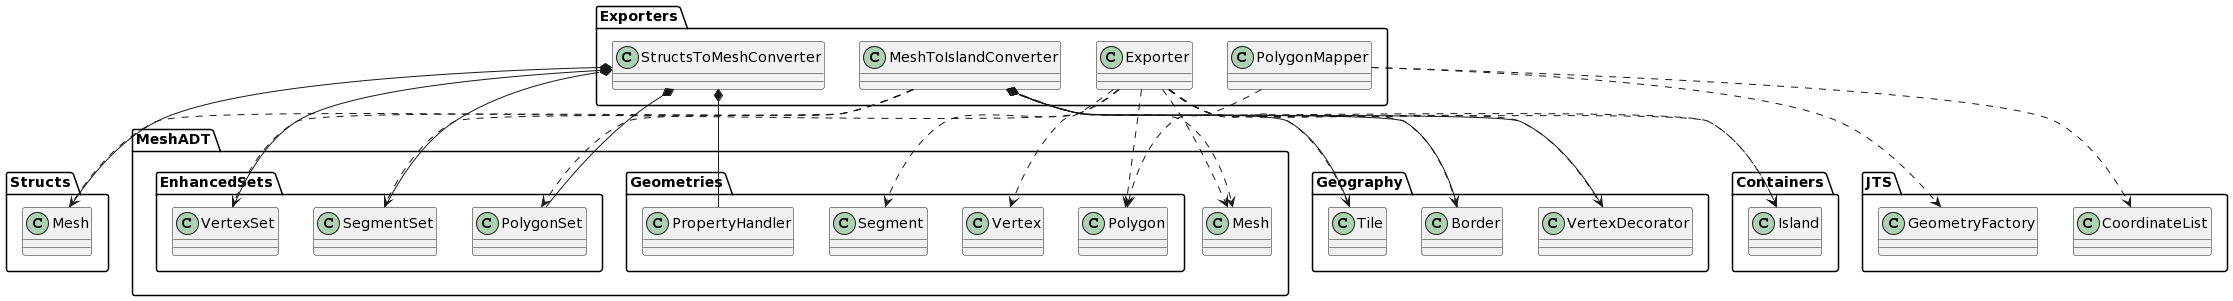 Exporters
C StructsToMeshConverter
C MeshToIslandConverter
C Exporter
C PolygonMapper
MeshADT
Structs
C Mesh
EnhancedSets
C VertexSet
C SegmentSet
C PolygonSet
Geometries
C PropertyHandler
C Segment
C Vertex
C Polygon
C Mesh
Geography
C Tile
C Border
C VertexDecorator
Containers
C Island
JTS
C GeometryFactory
C CoordinateList